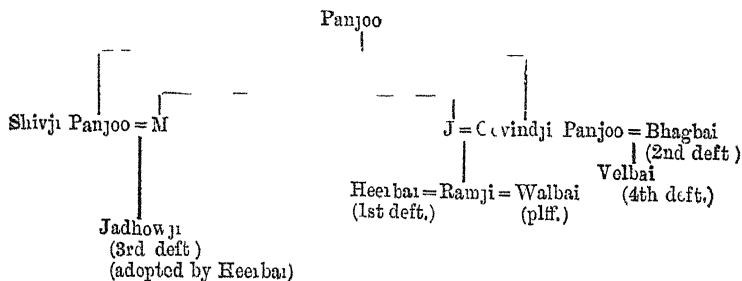 Panjoo
Shivji Panjoo = M J = Govindji Panjoo = Bhagbai
(2nd deft)
Velbai
(4th deft.)
Heerbai = Ramji = Walbai
(1st deft.) (plff.)
Jadhowji
(3rd deft)
(adopted by Heerbai)